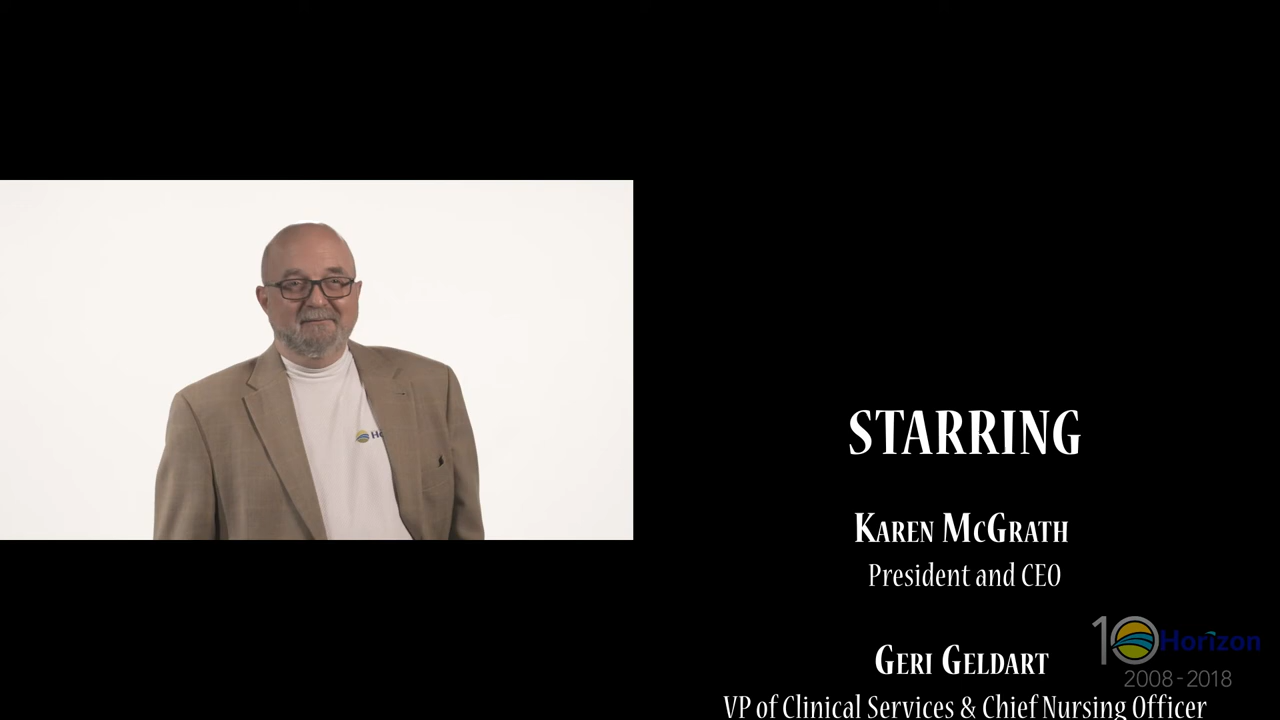 STARRING
KAREN MCGRATH
President and CEO
10 Horizon
2008-2018
GERI GELDART
VP of Clinical Services & Chief Nursing Officer